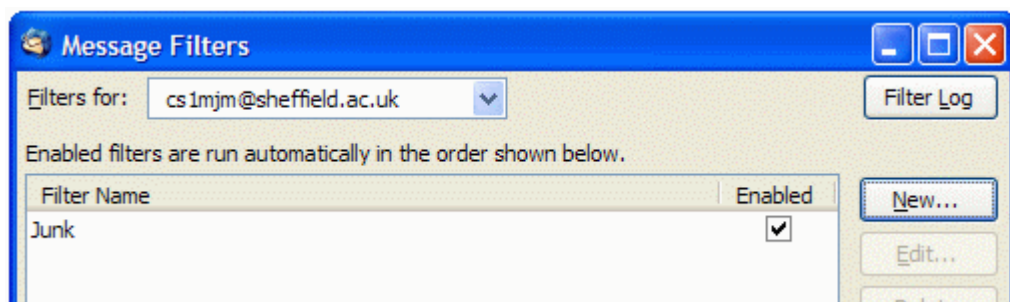 Message Filters
Filters for: cs1mjm@sheffield.ac.uk Filter Log
Enabled filters are run automatically in the order shown below.
Filter Name Enabled New...
Junk
Edit...